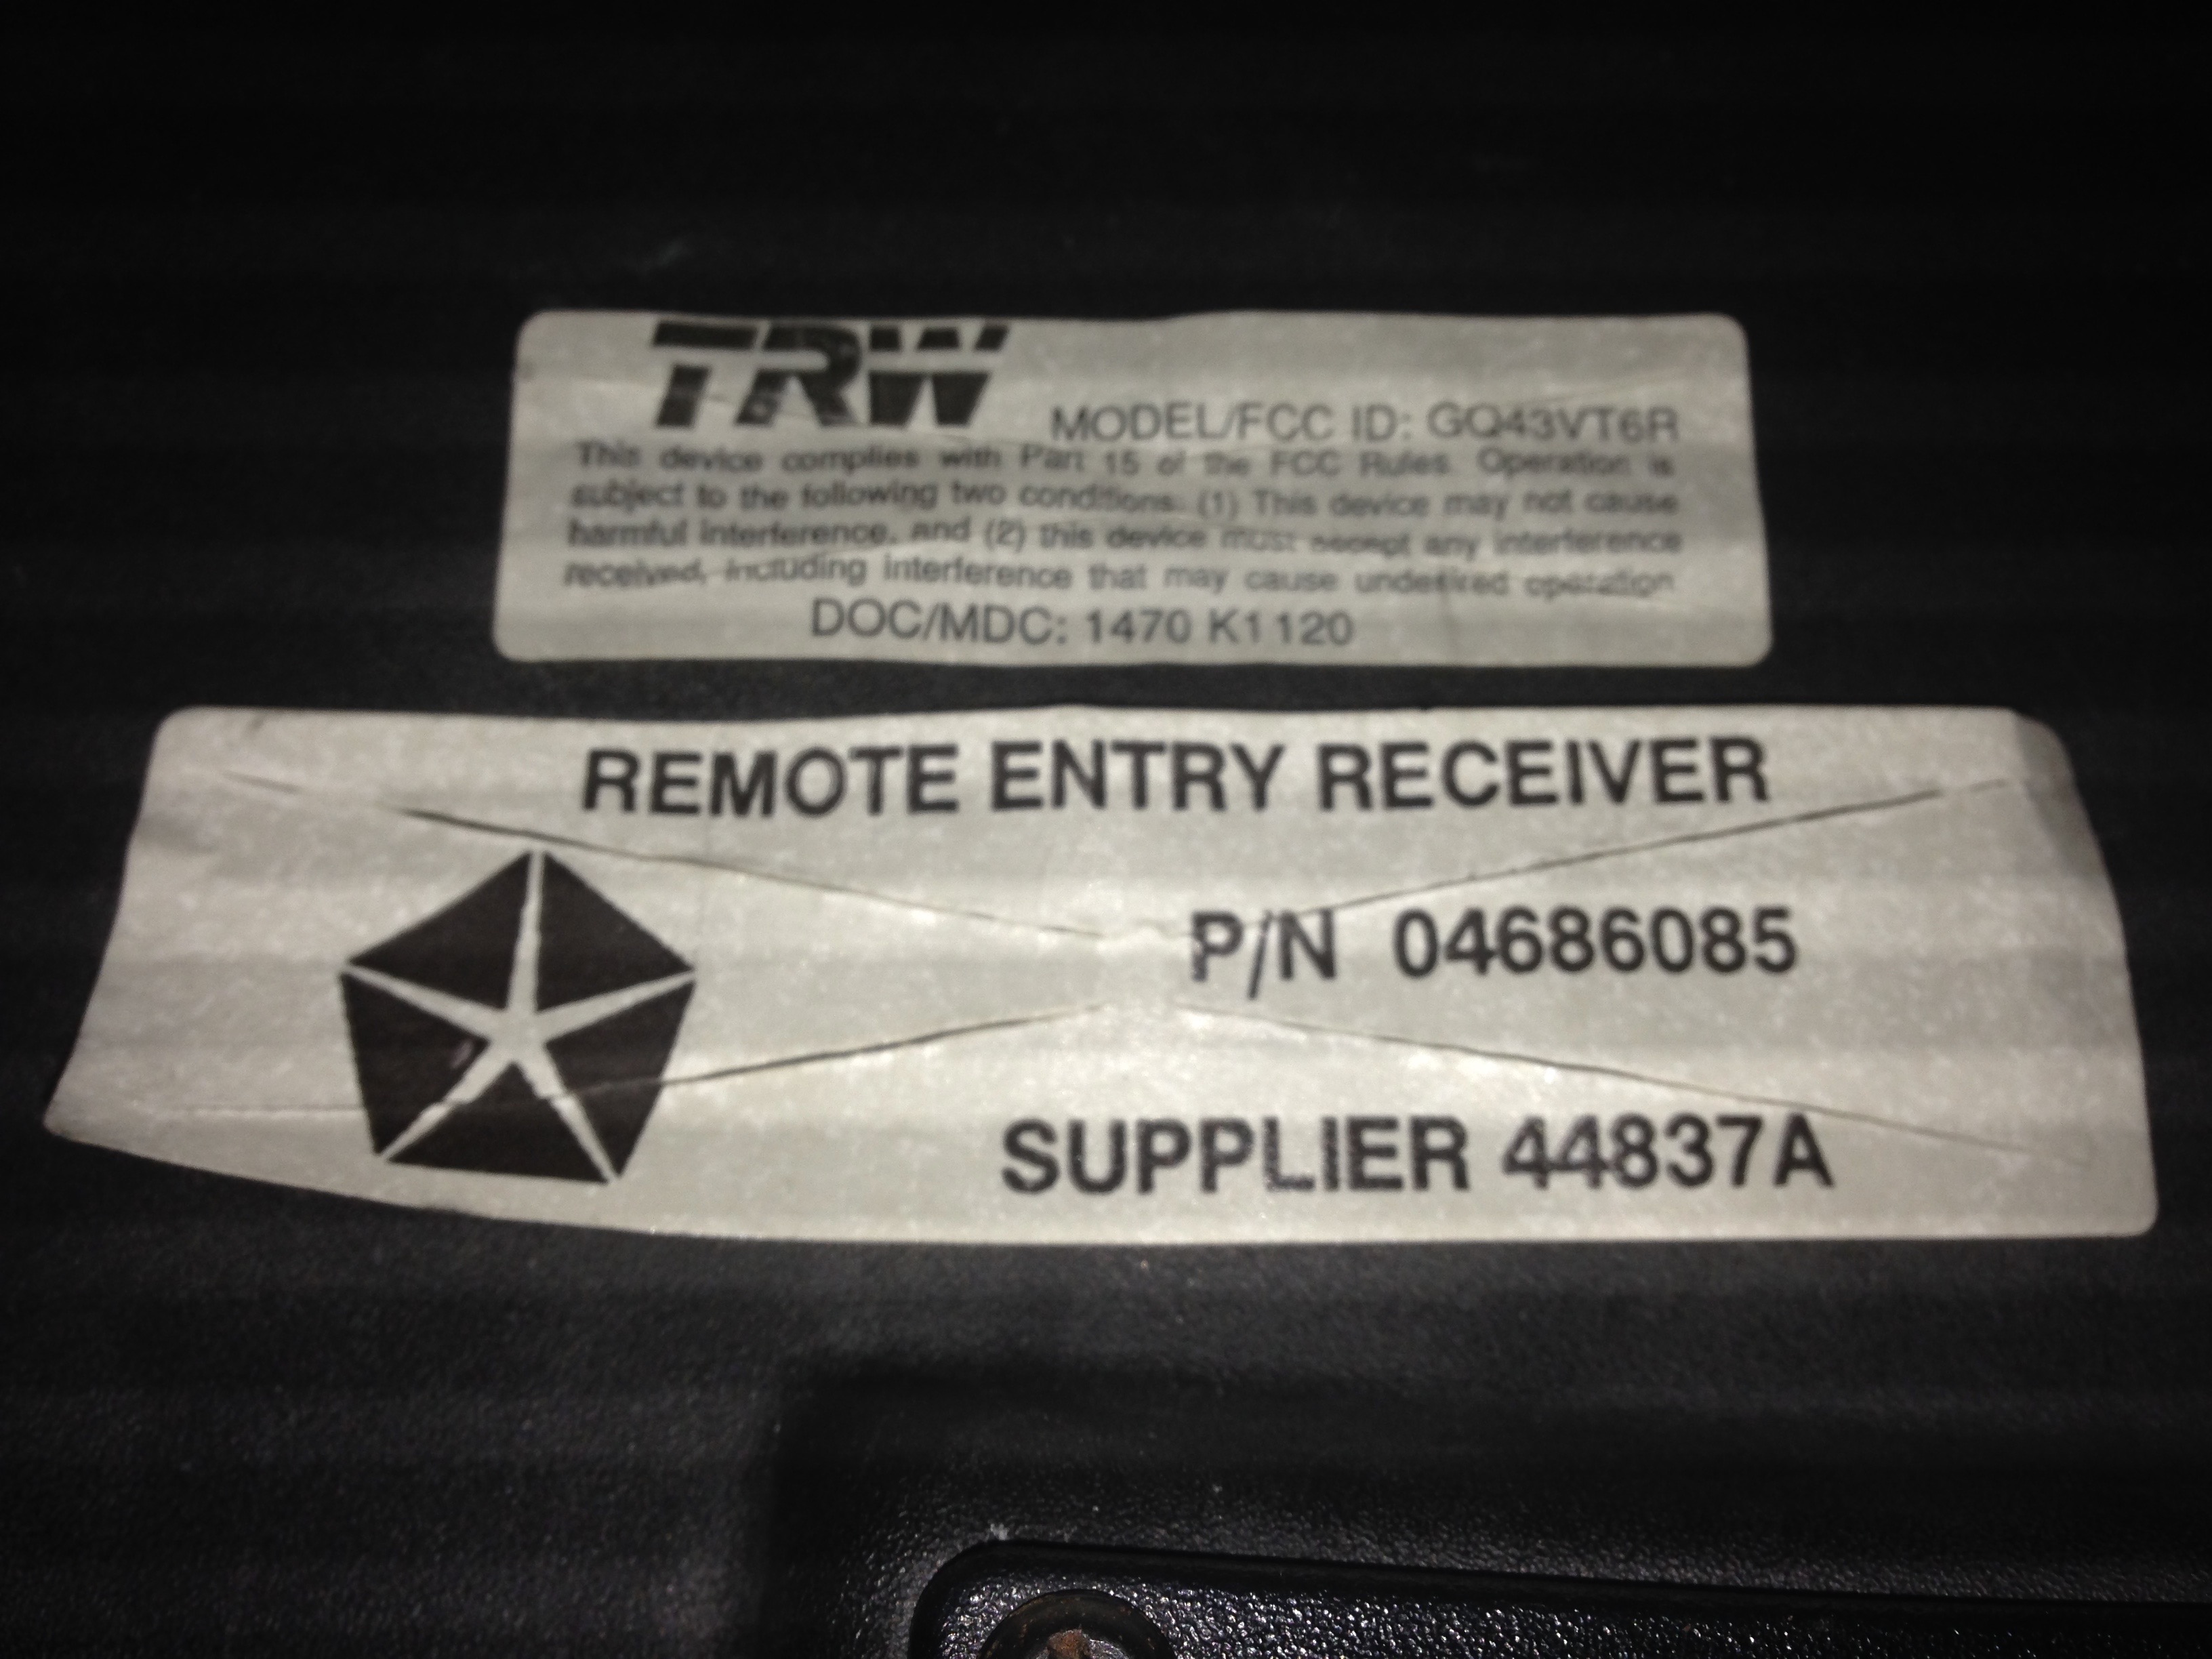 TRW
MODEL/FCC ID: GQ43VT6R
This device complies with Part 15 of the FCC Rules. Operation is
subject to the following two conditions: (1) This device may not cause
harmful interference, and (2) this device must accept any interference
received, including interference that may cause undesired operation.
DOC/MDC: 1470 K1120
REMOTE ENTRY RECEIVER
P/N 04686085
SUPPLIER 44837A